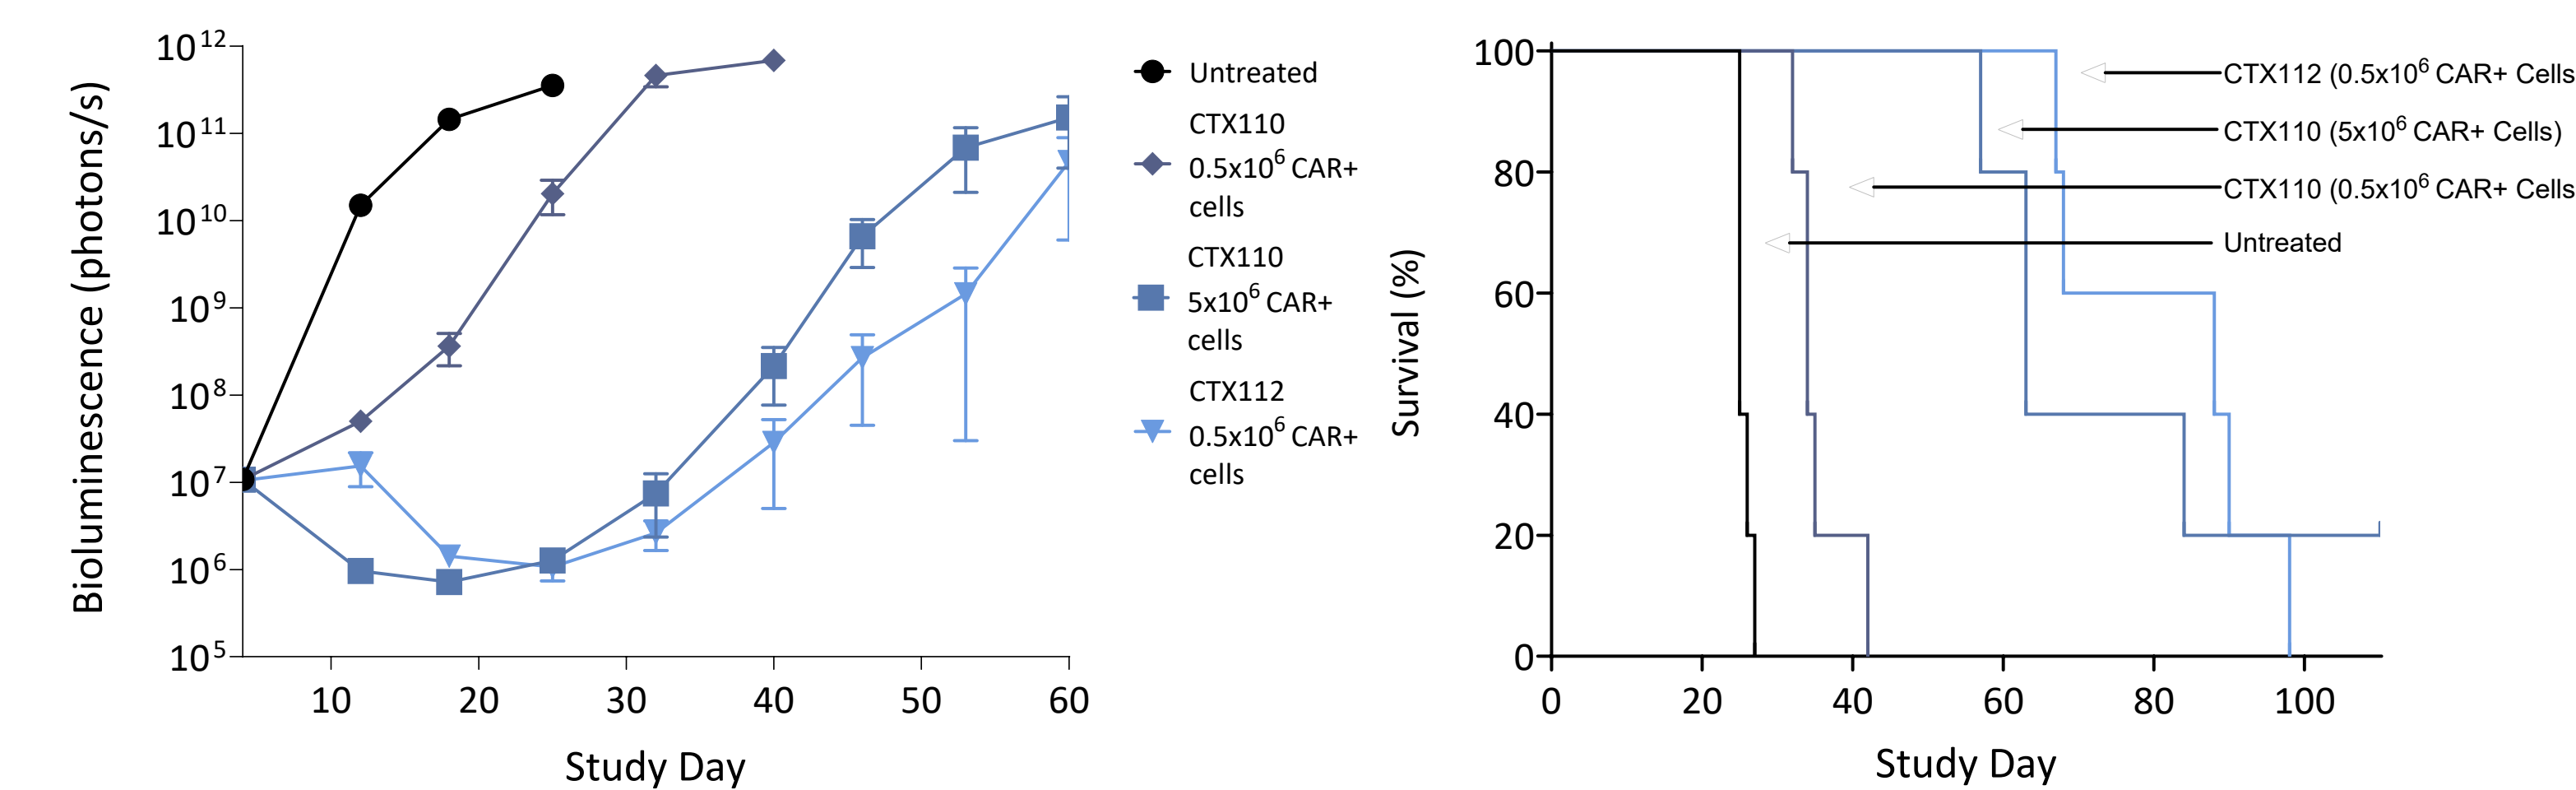 Bioluminescence (photons/s)
10^12
10^11
10^10
10^9
10^8
10^7
10^6
10^5
10 20 30 40 50 60
Study Day
Untreated
CTX110
0.5x10^6 CAR+
cells
CTX110
5x10^6 CAR+
cells
CTX112
0.5x10^6 CAR+
cells
Survival (%)
100
80
60
40
20
0
0 20 40 60 80 100
Study Day
CTX112 (0.5x10^6 CAR+ Cells
CTX110 (5x10^6 CAR+ Cells)
CTX110 (0.5x10^6 CAR+ Cells
Untreated